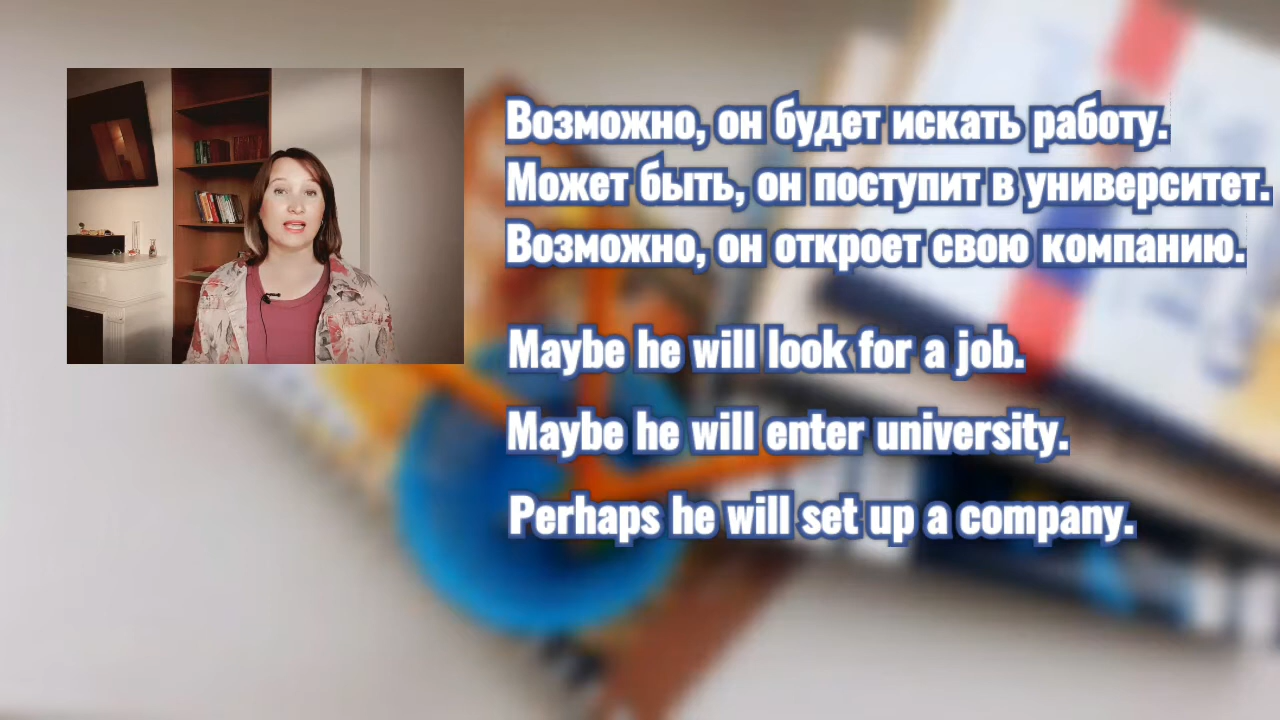 Возможно, он будет искать работу.
Может быть, он поступит в университет.
Возможно, он откроет свою компанию.
Maybe he will look for a job.
Maybe he will enter university.
Perhaps he will set up a company.